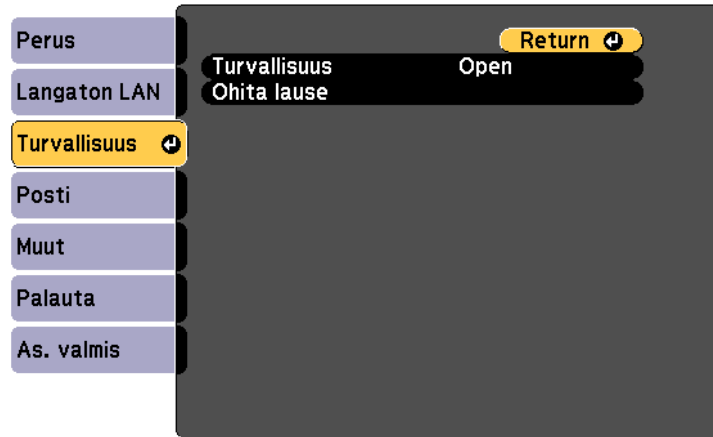 Perus
Langaton LAN
Turvallisuus
Posti
Muut
Palauta
As. valmis
Return
Turvallisuus Open
Ohita lause